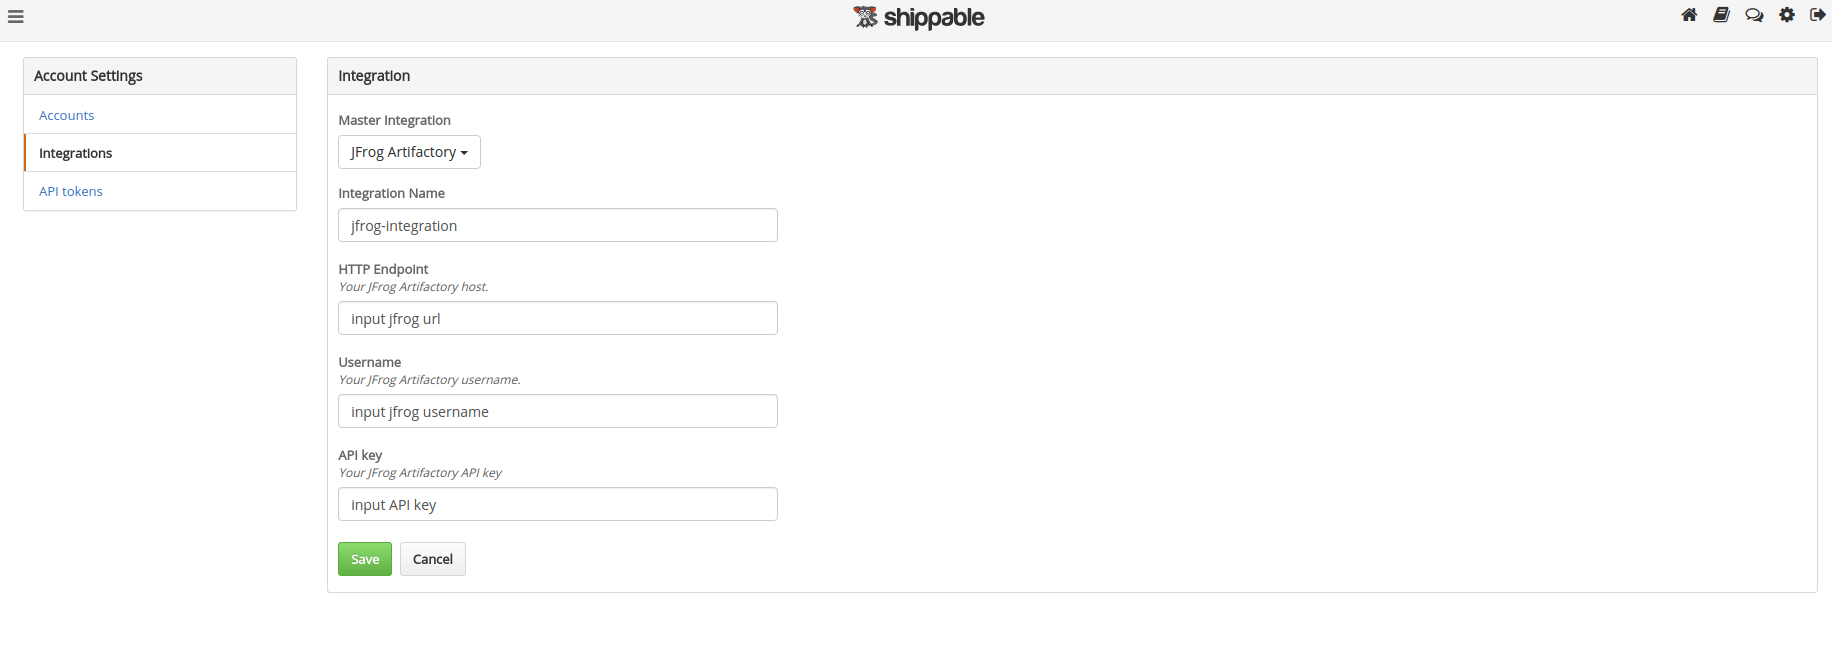 shippable
Account Settings
Accounts
Integrations
API tokens
Integration
Master Integration
JFrog Artifactory
Integration Name
jfrog-integration
HTTP Endpoint
Your JFrog Artifactory host.
input jfrog url
Username
Your JFrog Artifactory username.
input jfrog username
API key
Your JFrog Artifactory API key
input API key
Save Cancel